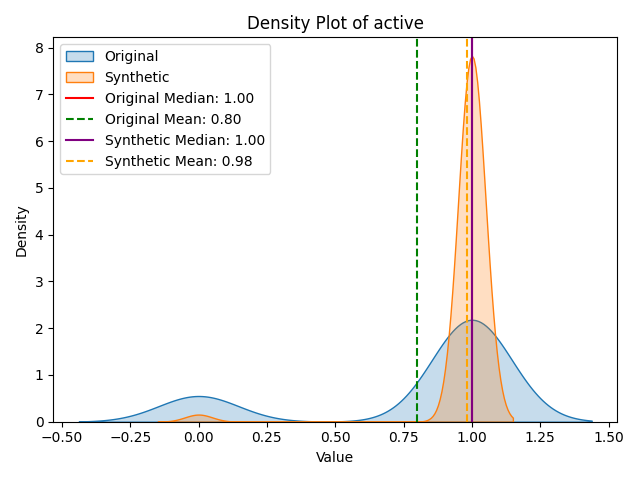 Density Plot of active
Original
Synthetic
Original Median: 1.00
Original Mean: 0.80
Synthetic Median: 1.00
Synthetic Mean: 0.98
Density
8
7
6
5
4
3
2
1
0
−0.50 −0.25 0.00 0.25 0.50 0.75 1.00 1.25 1.50
Value